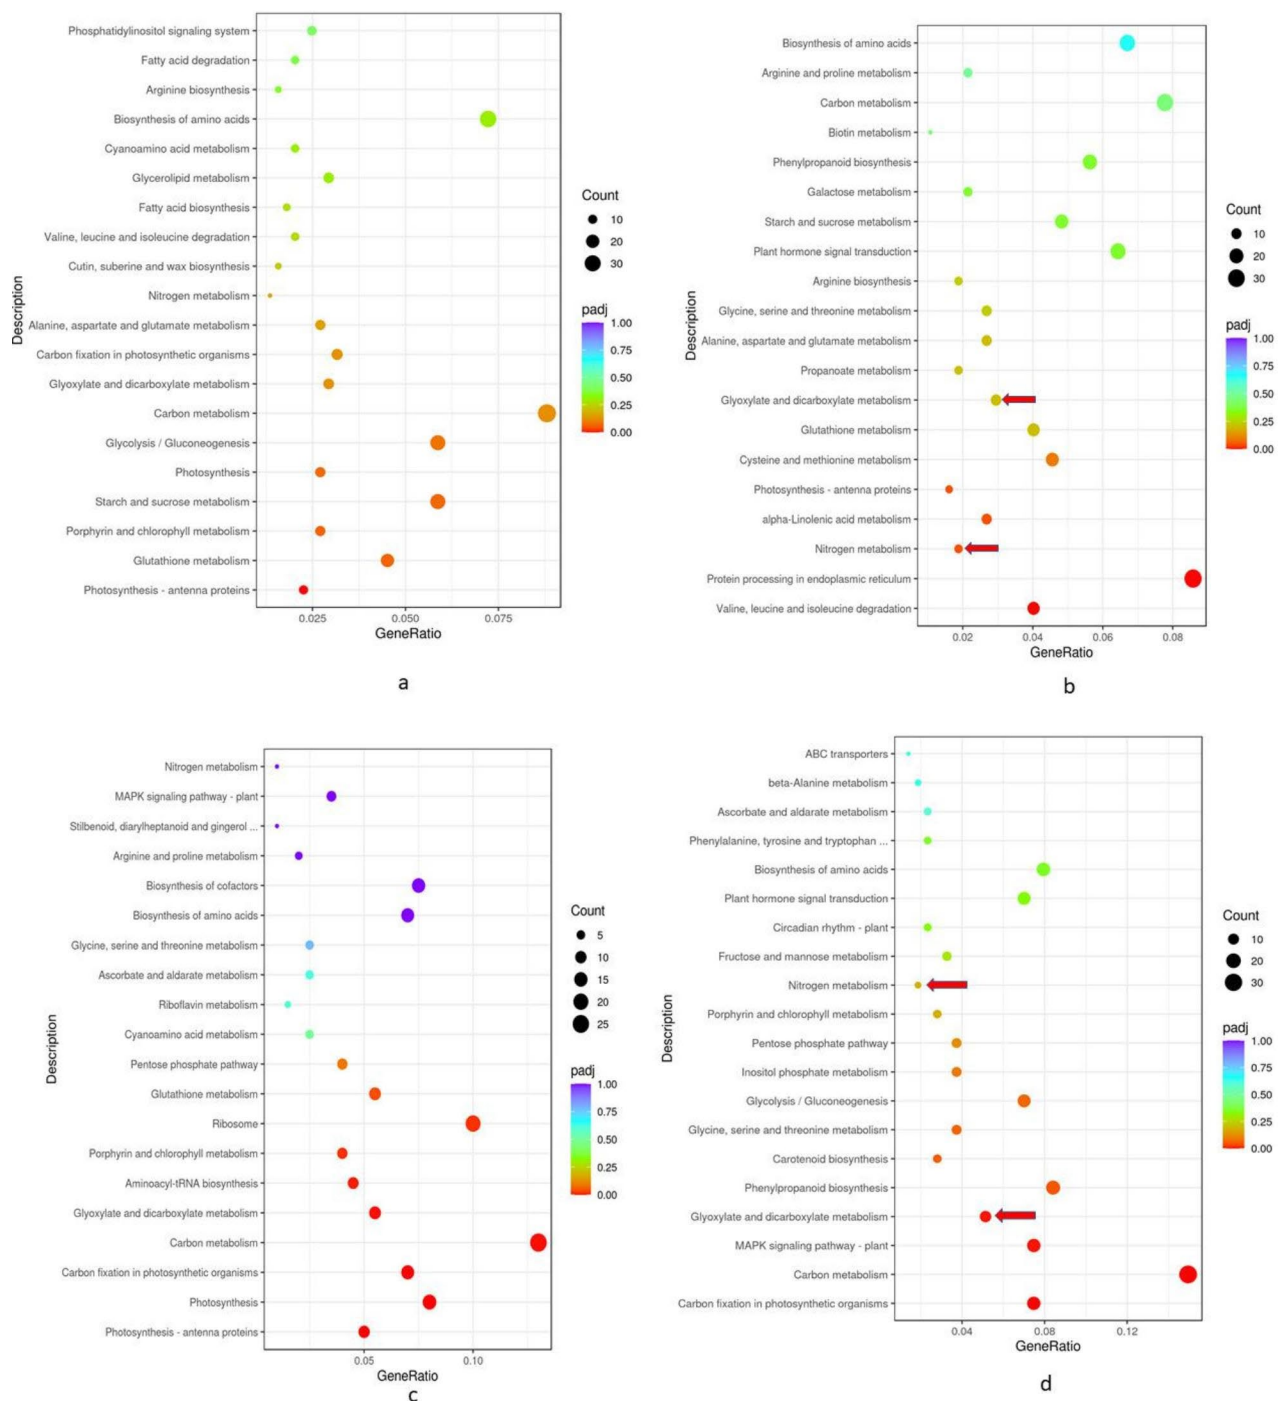 Phosphatidylinositol signaling system
Fatty acid degradation
Arginine biosynthesis
Biosynthesis of amino acids
Cyanoamino acid metabolism
Glycerolipid metabolism
Fatty acid biosynthesis
Valine, leucine and isoleucine degradation
Cutin, suberine and wax biosynthesis
Nitrogen metabolism
Alanine, aspartate and glutamate metabolism
Carbon fixation in photosynthetic organisms
Glyoxylate and dicarboxylate metabolism
Carbon metabolism
Glycolysis / Gluconeogenesis
Photosynthesis
Starch and sucrose metabolism
Porphyrin and chlorophyll metabolism
Glutathione metabolism
Photosynthesis - antenna proteins
Description
0.025 0.050 0.075
GeneRatio
Count
10
20
30
padj
1.00
0.75
0.50
0.25
0.00
a
Biosynthesis of amino acids
Arginine and proline metabolism
Carbon metabolism
Biotin metabolism
Phenylpropanoid biosynthesis
Galactose metabolism
Starch and sucrose metabolism
Plant hormone signal transduction
Arginine biosynthesis
Glycine, serine and threonine metabolism
Alanine, aspartate and glutamate metabolism
Propanoate metabolism
Glyoxylate and dicarboxylate metabolism
Glutathione metabolism
Cysteine and methionine metabolism
Photosynthesis - antenna proteins
alpha-Linolenic acid metabolism
Nitrogen metabolism
Protein processing in endoplasmic reticulum
Valine, leucine and isoleucine degradation
Description
0.02 0.04 0.06 0.08
GeneRatio
Count
10
20
30
padj
1.00
0.75
0.50
0.25
0.00
b
Nitrogen metabolism
MAPK signaling pathway - plant
Stilbenoid, diarylheptanoid and gingerol ...
Arginine and proline metabolism
Biosynthesis of cofactors
Biosynthesis of amino acids
Glycine, serine and threonine metabolism
Ascorbate and aldarate metabolism
Riboflavin metabolism
Cyanoamino acid metabolism
Pentose phosphate pathway
Glutathione metabolism
Ribosome
Porphyrin and chlorophyll metabolism
Aminoacyl-tRNA biosynthesis
Glyoxylate and dicarboxylate metabolism
Carbon metabolism
Carbon fixation in photosynthetic organisms
Photosynthesis
Photosynthesis - antenna proteins
Description
0.05 0.10
GeneRatio
Count
5
10
15
20
25
padj
1.00
0.75
0.50
0.25
0.00
c
ABC transporters
beta-Alanine metabolism
Ascorbate and aldarate metabolism
Phenylalanine, tyrosine and tryptophan ...
Biosynthesis of amino acids
Plant hormone signal transduction
Circadian rhythm - plant
Fructose and mannose metabolism
Nitrogen metabolism
Porphyrin and chlorophyll metabolism
Pentose phosphate pathway
Inositol phosphate metabolism
Glycolysis / Gluconeogenesis
Glycine, serine and threonine metabolism
Carotenoid biosynthesis
Phenylpropanoid biosynthesis
Glyoxylate and dicarboxylate metabolism
MAPK signaling pathway - plant
Carbon metabolism
Carbon fixation in photosynthetic organisms
Description
0.04 0.08 0.12
GeneRatio
Count
10
20
30
padj
1.00
0.75
0.50
0.25
0.00
d